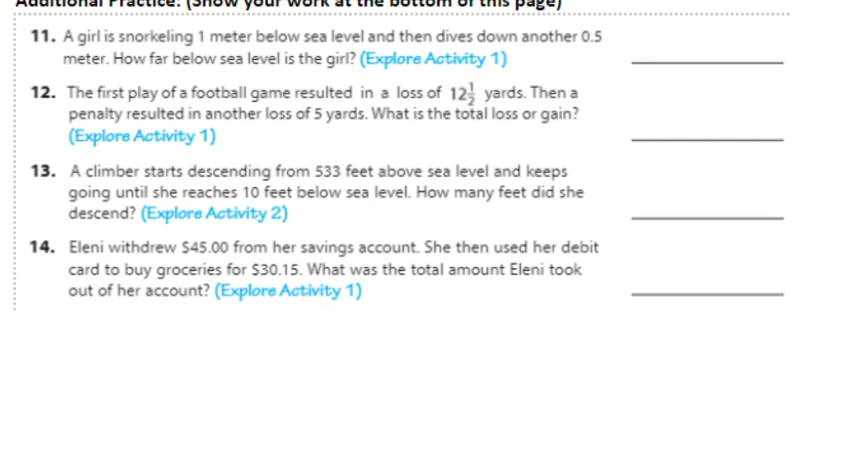 Additional Practice: (Show your work at the bottom of this page)
11. A girl is snorkeling 1 meter below sea level and then dives down another 0.5
meter. How far below sea level is the girl? (Explore Activity 1)
12. The first play of a football game resulted in a loss of 12½ yards. Then a
penalty resulted in another loss of 5 yards. What is the total loss or gain?
(Explore Activity 1)
13. A climber starts descending from 533 feet above sea level and keeps
going until she reaches 10 feet below sea level. How many feet did she
descend? (Explore Activity 2)
14. Eleni withdrew $45.00 from her savings account. She then used her debit
card to buy groceries for $30.15. What was the total amount Eleni took
out of her account? (Explore Activity 1)